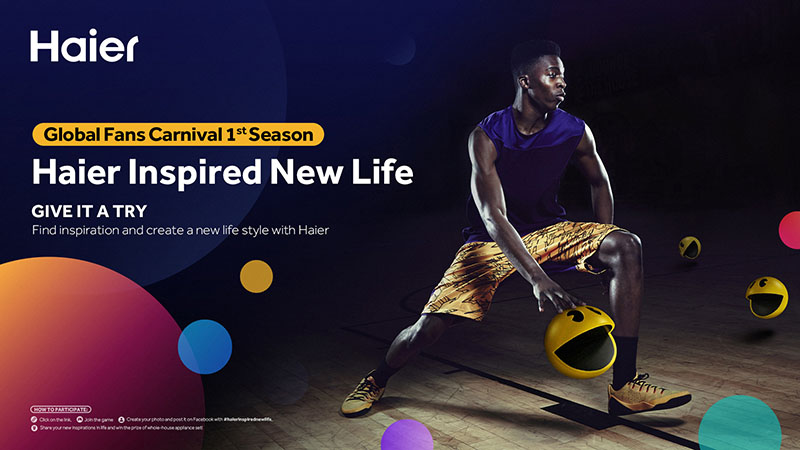 Haier
Global Fans Carnival 1st Season
Haier Inspired New Life
GIVE IT A TRY
Find inspiration and create a new life style with Haier
HOW TO PARTICIPATE:
Click on the link, Join the game Create your photo and post it on Facebook with #haierinspirednewlife,
Share your new inspirations in life and win the prize of whole-house appliance set!